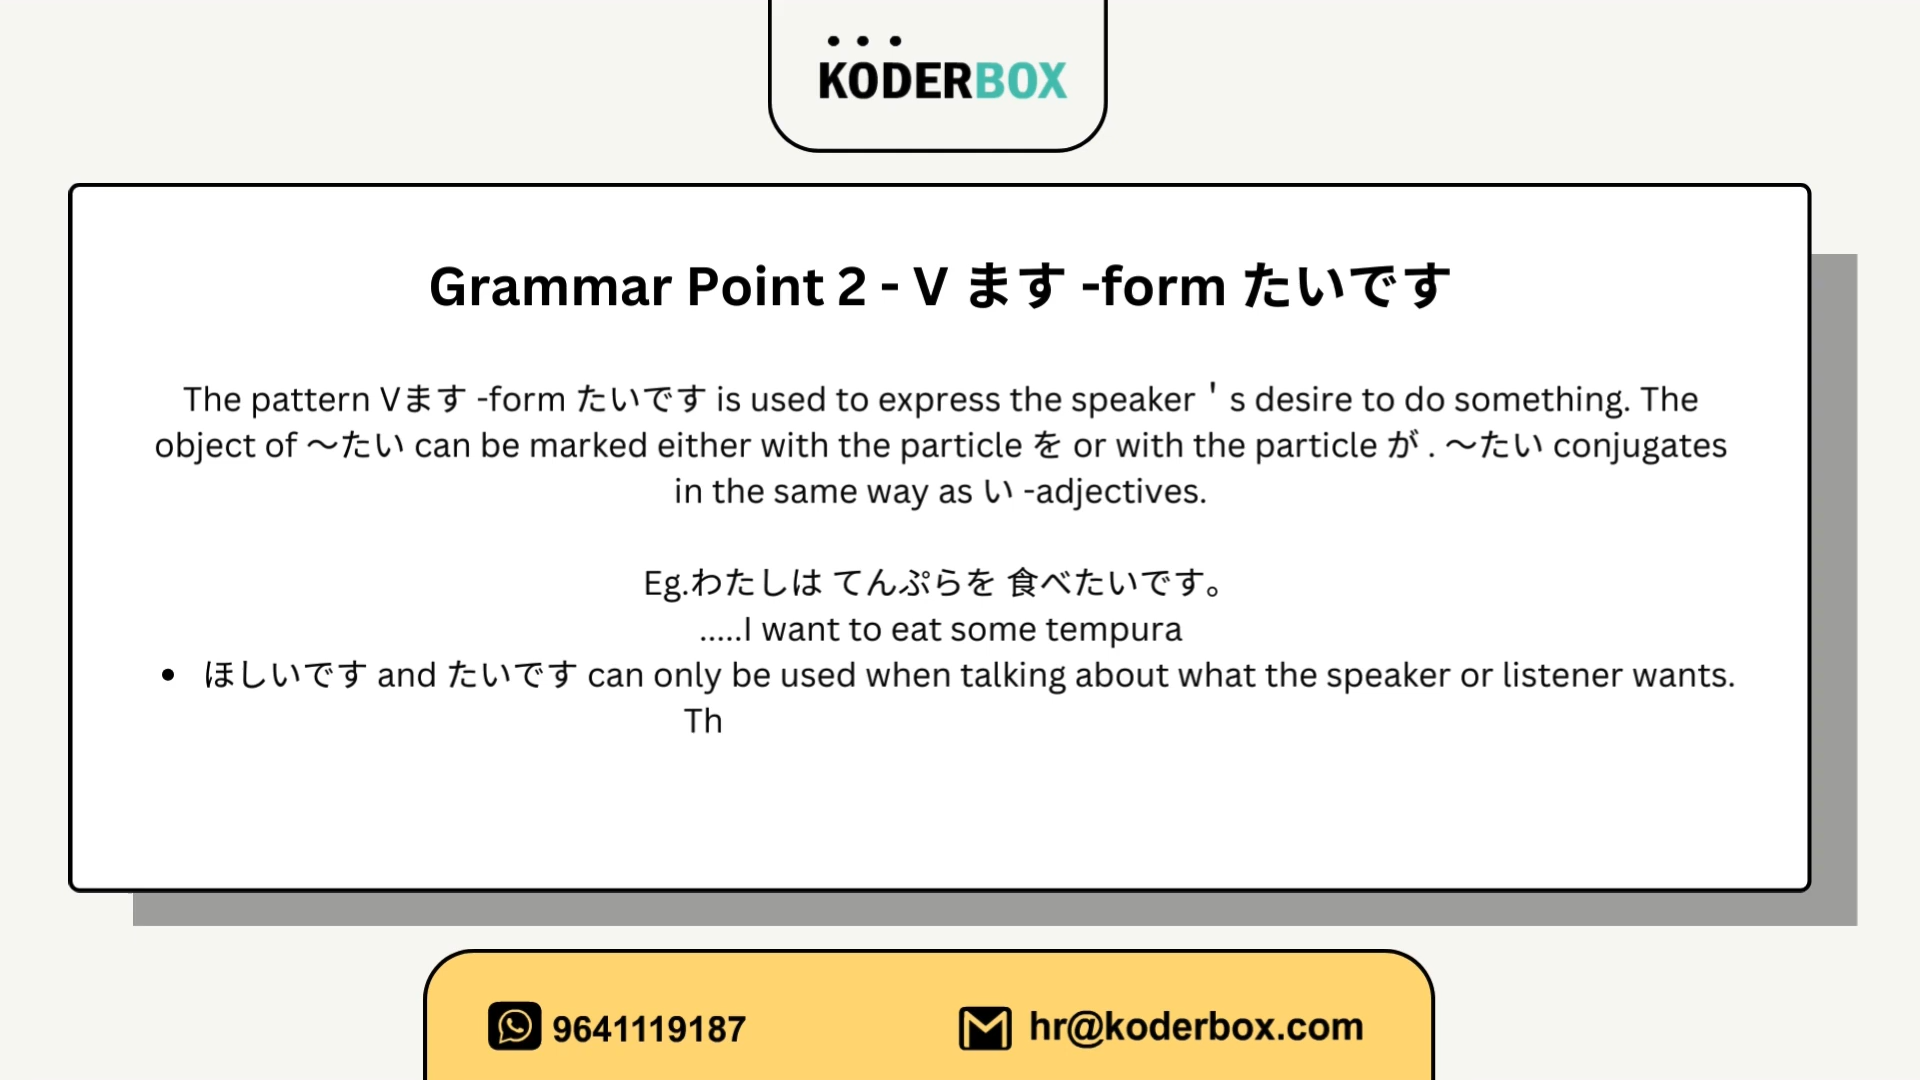 KODERBOX
Grammar Point 2 - V ます -form たいです
The pattern Vます -form たいです is used to express the speaker ' s desire to do something. The
object of ～たい can be marked either with the particle を or with the particle が . ～たい conjugates
in the same way as い -adjectives.
Eg.わたしは てんぷらを 食べたいです。
.....I want to eat some tempura
• ほしいです and たいです can only be used when talking about what the speaker or listener wants.
Th
9641119187
hr@koderbox.com